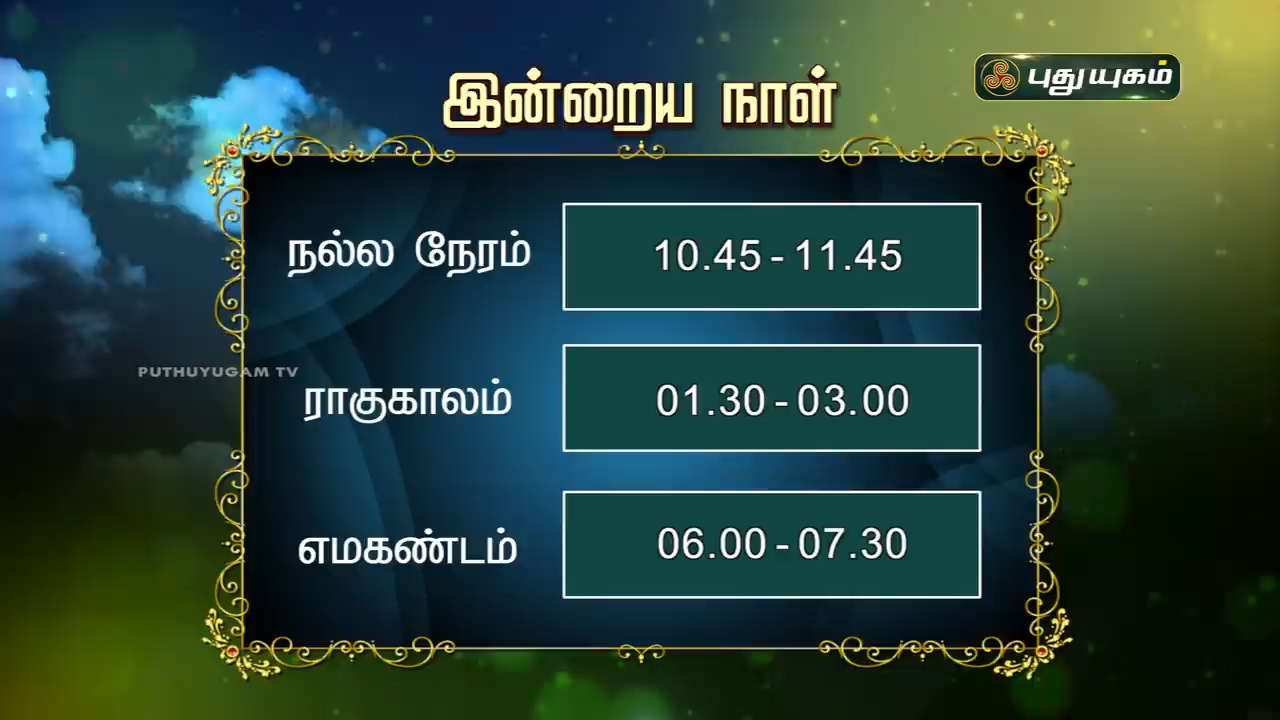 இன்றைய நாள்
புதுயுகம்
நல்ல நேரம் 10.45 - 11.45
PUTHUYUGAM TV
ராகுகாலம் 01.30 - 03.00
எமகண்டம் 06.00 - 07.30